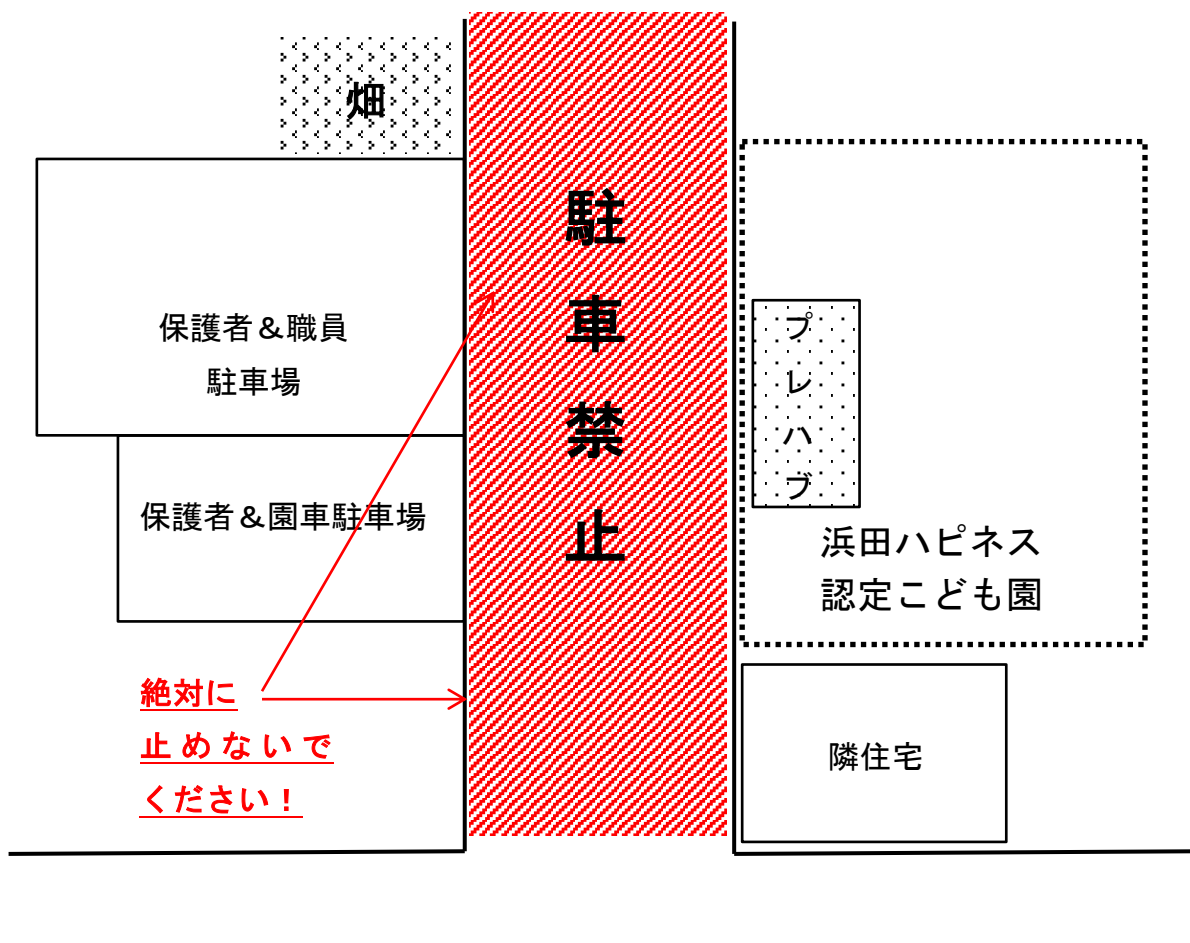 畑
保護者＆職員
駐車場
保護者＆園車駐車場
絶対に
止めないで
ください！
駐車禁止
プレハブ
浜田ハピネス
認定こども園
隣住宅